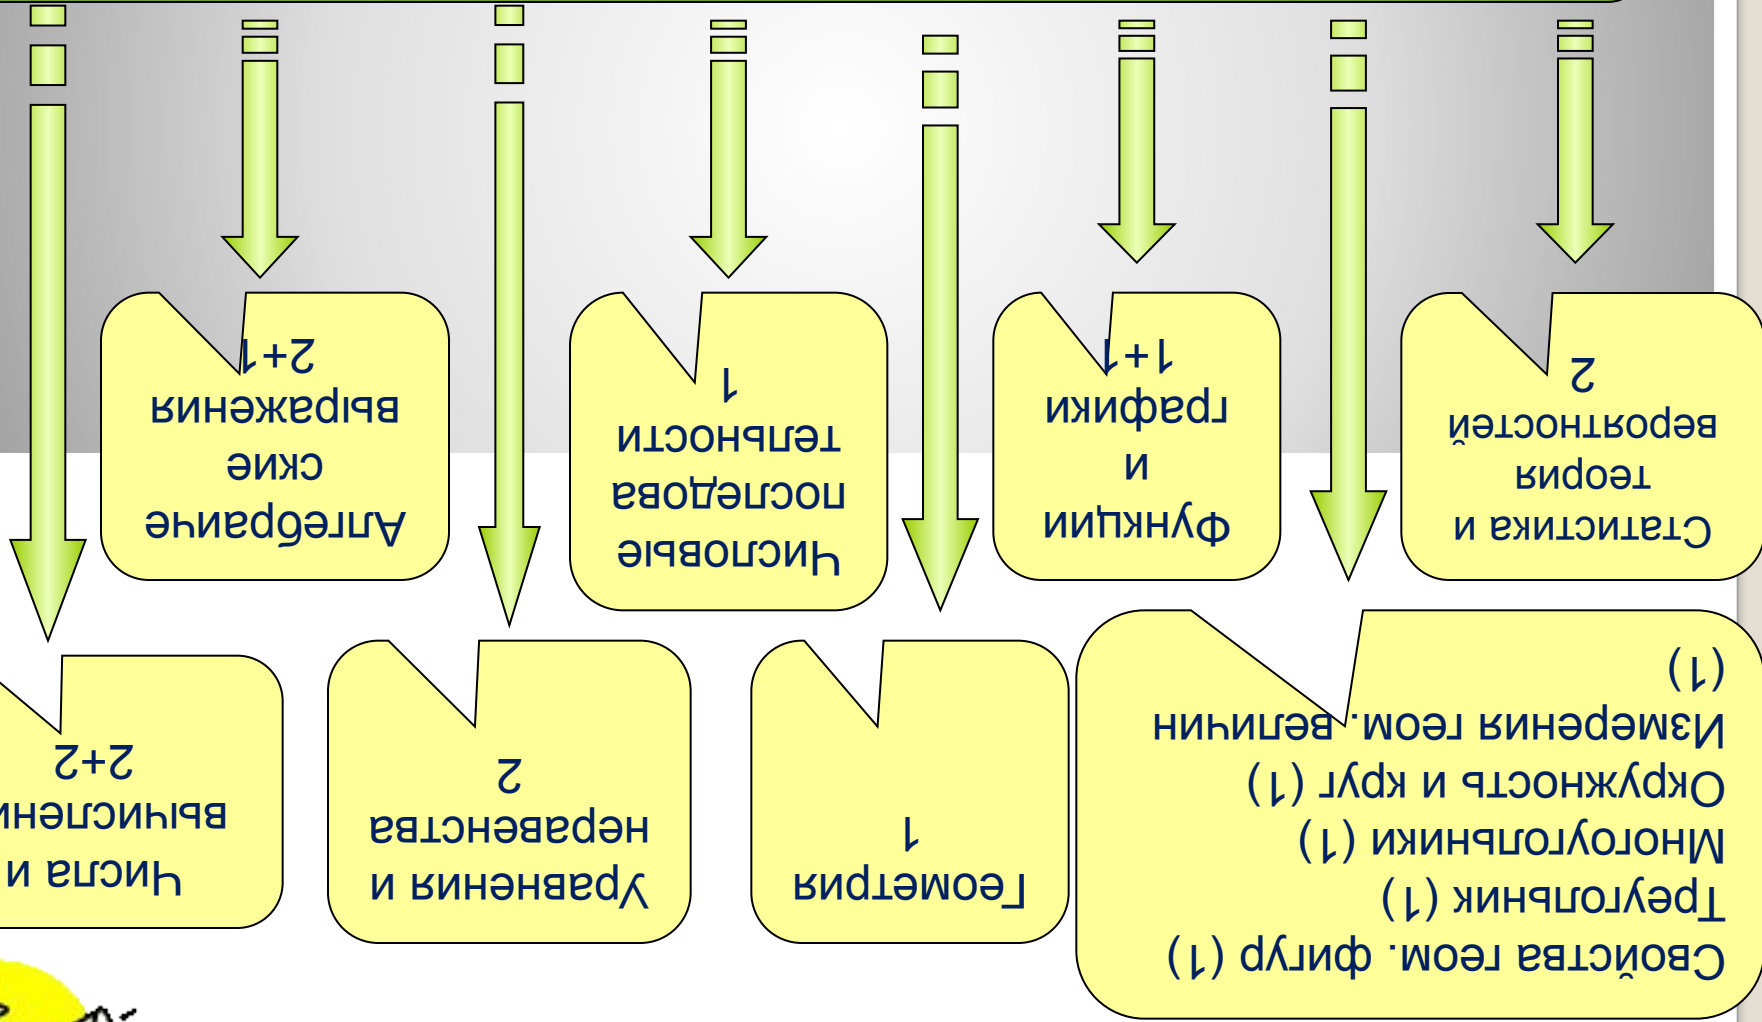 Алгебраиче
ские
выражения
2+1
Числовые
последова
тельности
1
Функции
и
графики
1+1
Статистика и
теория
вероятностей
2
Числа и
вычислени
2+2
Уравнения и
неравенства
2
Геометрия
1
Свойства геом. фигур (1)
Треугольник (1)
Многоугольники (1)
Окружность и круг (1)
Измерения геом. величин
(1)